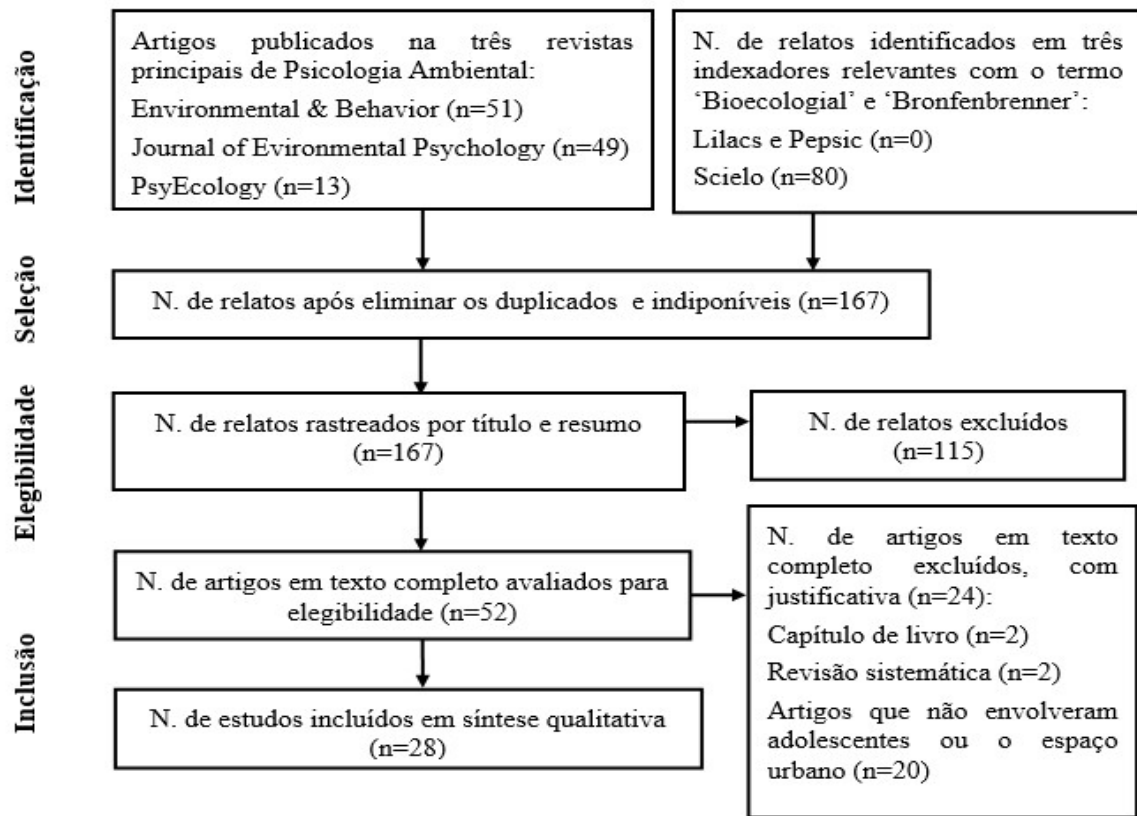 Identificação
Artigos publicados na três revistas
principais de Psicologia Ambiental:
Environmental & Behavior (n=51)
Journal of Evironmental Psychology (n=49)
PsyEcology (n=13)
N. de relatos identificados em três
indexadores relevantes com o termo
‘Bioecologial’ e ‘Bronfenbrenner’:
Lilacs e Pepsic (n=0)
Scielo (n=80)
Seleção
N. de relatos após eliminar os duplicados e indiponíveis (n=167)
Elegibilidade
N. de relatos rastreados por título e resumo
(n=167)
N. de relatos excluídos
(n=115)
N. de artigos em texto completo avaliados para
elegibilidade (n=52)
N. de artigos em texto
completo excluídos, com
justificativa (n=24):
Capítulo de livro (n=2)
Revisão sistemática (n=2)
Artigos que não envolveram
adolescentes ou o espaço
urbano (n=20)
Inclusão
N. de estudos incluídos em síntese qualitativa
(n=28)